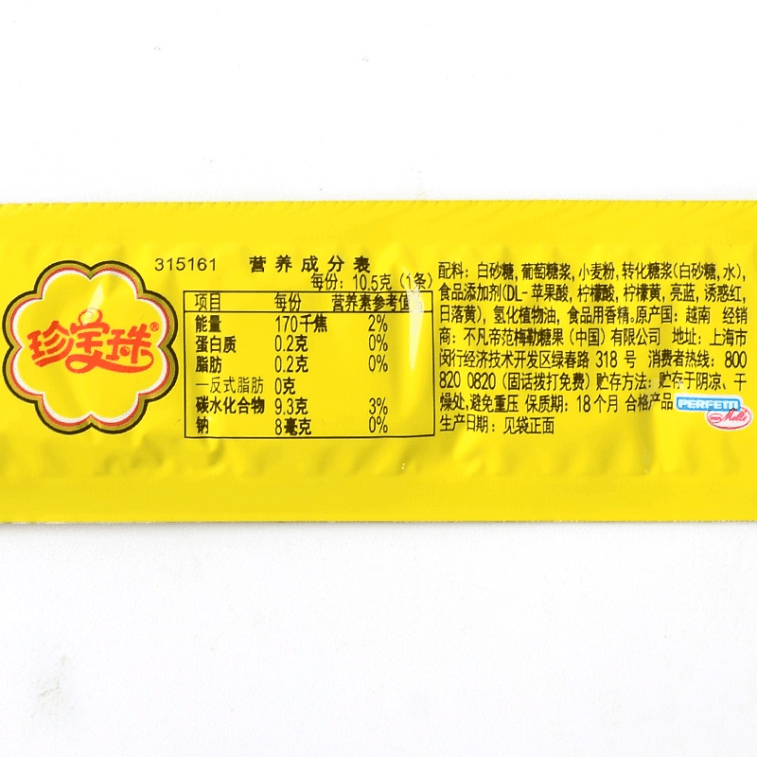 珍宝珠®
315161 营养成分表
每份: 10.5克 (1条)
项目 每份 营养素参考值
能量 170千焦 2%
蛋白质 0.2克 0%
脂肪 0.2克 0%
一反式脂肪 0克
碳水化合物 9.3克 3%
钠 8毫克 0%
配料: 白砂糖, 葡萄糖浆, 小麦粉, 转化糖浆(白砂糖, 水),
食品添加剂(DL- 苹果酸, 柠檬酸, 柠檬黄, 亮蓝, 诱惑红,
日落黄), 氢化植物油, 食品用香精。原产国: 越南 经销
商: 不凡帝范梅勒糖果 (中国) 有限公司 地址: 上海市
闵行经济技术开发区绿春路 318 号 消费者热线: 800
820 0820 (固话拨打免费) 贮存方法: 贮存于阴凉、干
燥处, 避免重压 保质期: 18个月 合格产品
生产日期: 见袋正面
PERFETTI
van Melle